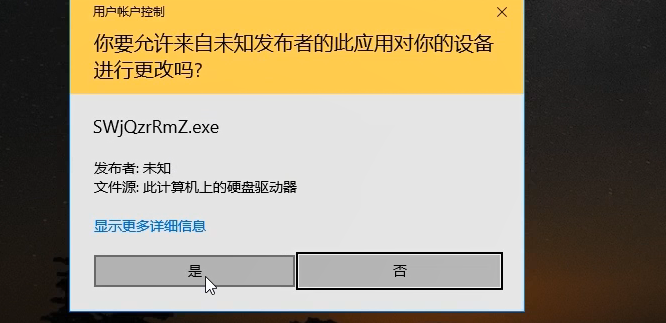 用户帐户控制
你要允许来自未知发布者的此应用对你的设备
进行更改吗?
SWjQzrRmZ.exe
发布者: 未知
文件源: 此计算机上的硬盘驱动器
显示更多详细信息
是
否